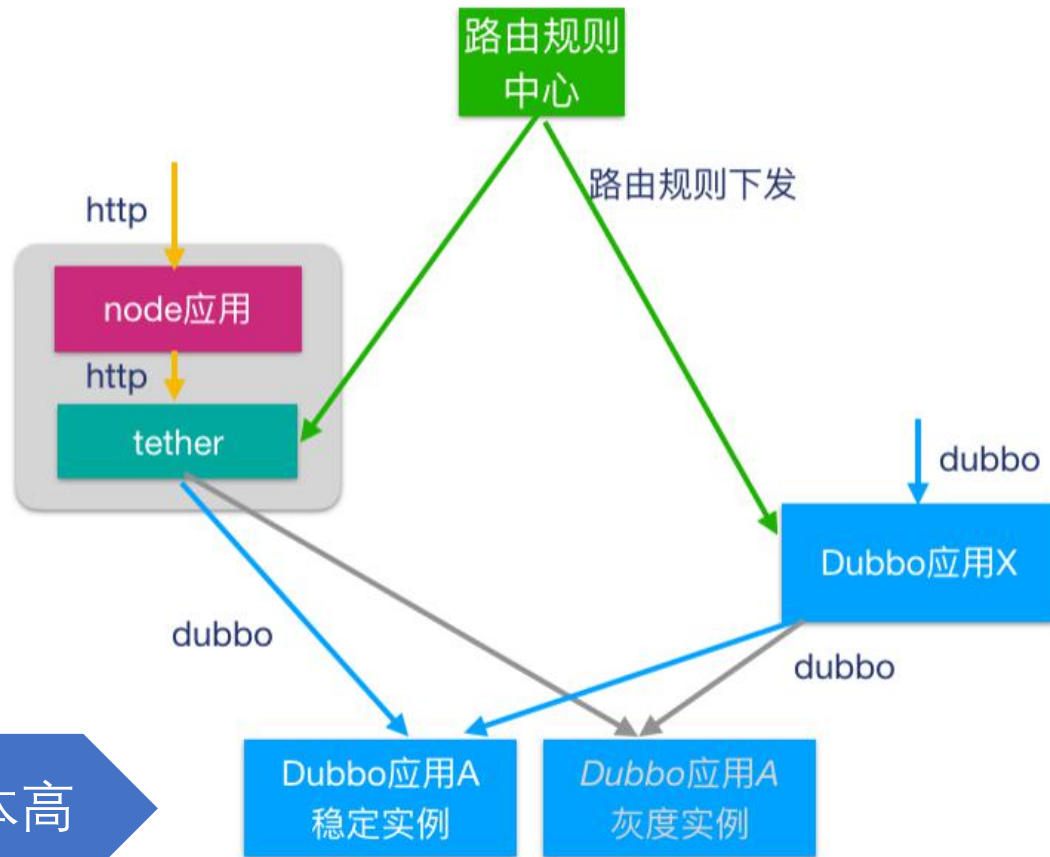 路由规则
中心
路由规则下发
http
node应用
http
tether
dubbo
Dubbo应用X
dubbo
dubbo
Dubbo应用A
稳定实例
Dubbo应用A
灰度实例
本高